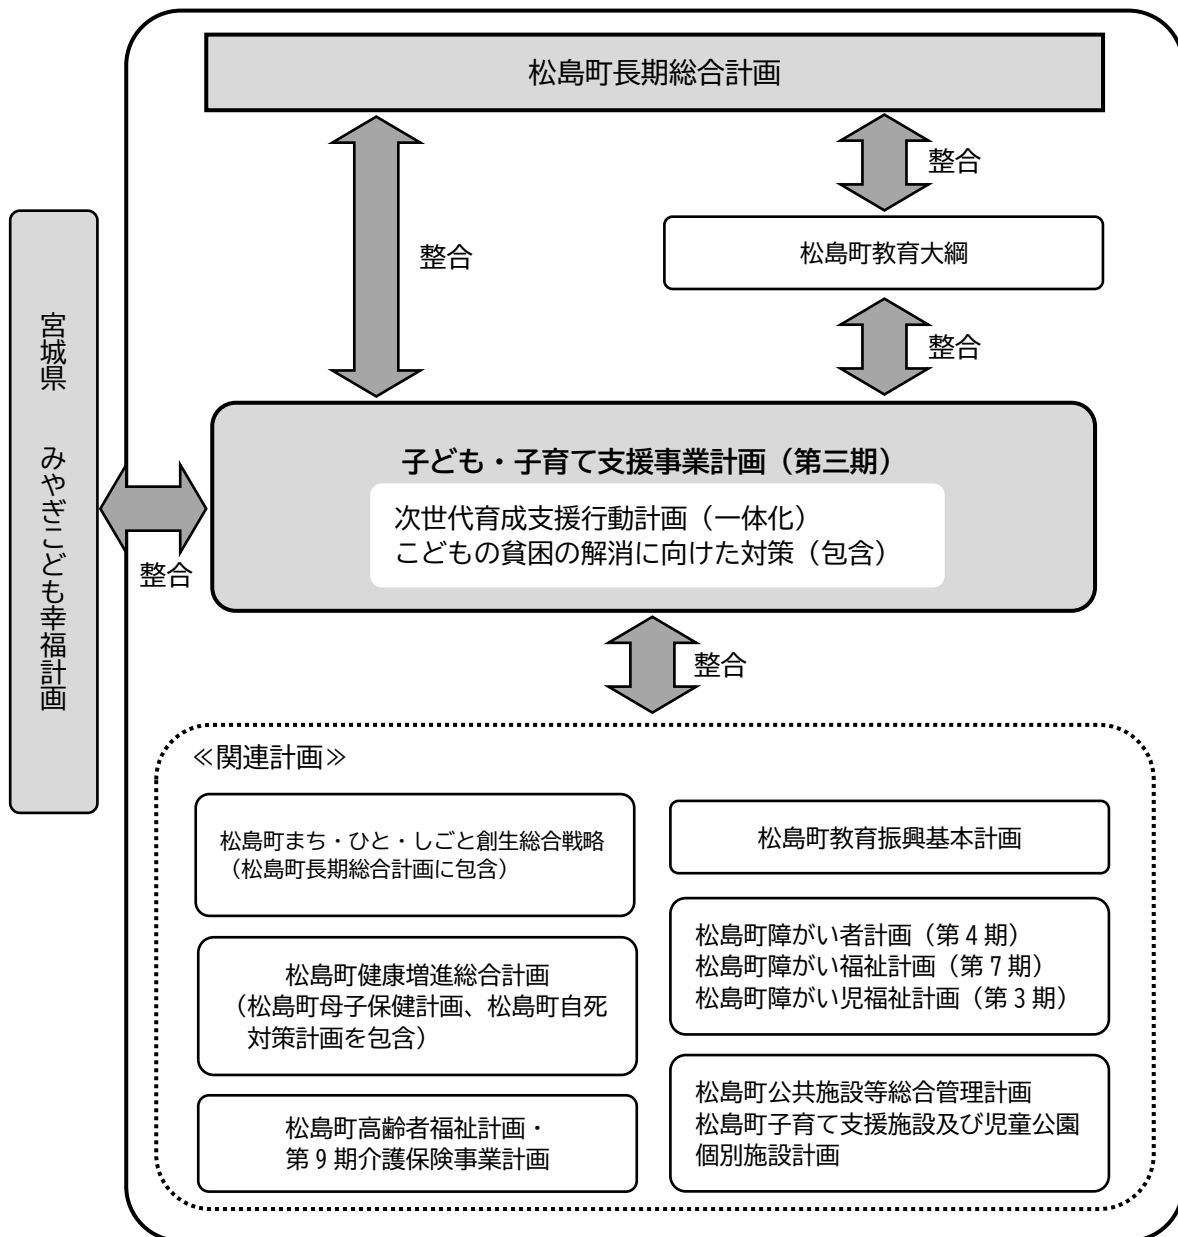 松島町長期総合計画
整合
松島町教育大綱
整合
整合
宮城県　みやぎこども幸福計画
子ども・子育て支援事業計画（第三期）
次世代育成支援行動計画（一体化）
こどもの貧困の解消に向けた対策（包含）
整合
整合
≪関連計画≫
松島町まち・ひと・しごと創生総合戦略
（松島町長期総合計画に包含）
松島町教育振興基本計画
松島町健康増進総合計画
（松島町母子保健計画、松島町自死
対策計画を包含）
松島町障がい者計画（第４期）
松島町障がい福祉計画（第７期）
松島町障がい児福祉計画（第３期）
松島町高齢者福祉計画・
第９期介護保険事業計画
松島町公共施設等総合管理計画
松島町子育て支援施設及び児童公園
個別施設計画